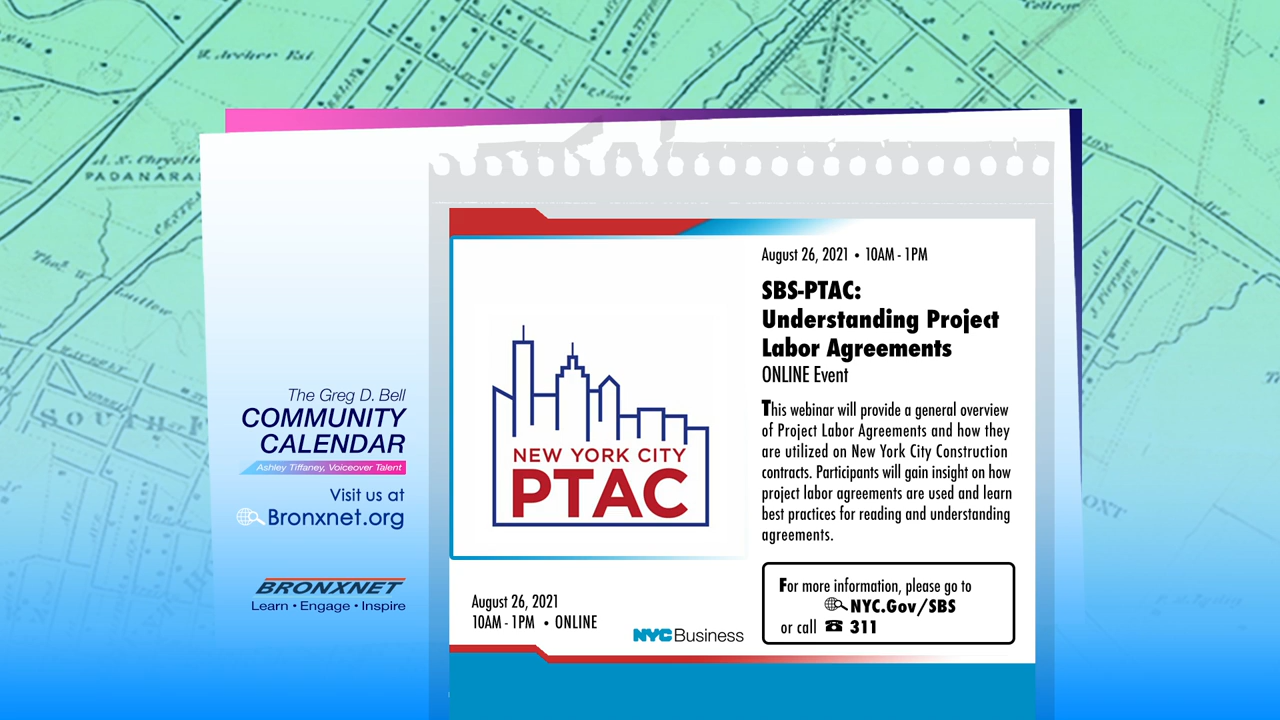 W. Archer Est.
College
PADANARAM
The Greg D. Bell
COMMUNITY
CALENDAR
Ashley Tiffaney, Voiceover Talent
Visit us at
Bronxnet.org
BRONXNET
Learn • Engage • Inspire
NEW YORK CITY
PTAC
August 26, 2021
10AM - 1PM • ONLINE
NYC Business
August 26, 2021 • 10AM - 1PM
SBS-PTAC:
Understanding Project
Labor Agreements
ONLINE Event
This webinar will provide a general overview
of Project Labor Agreements and how they
are utilized on New York City Construction
contracts. Participants will gain insight on how
project labor agreements are used and learn
best practices for reading and understanding
agreements.
For more information, please go to
NYC.Gov/SBS
or call 311